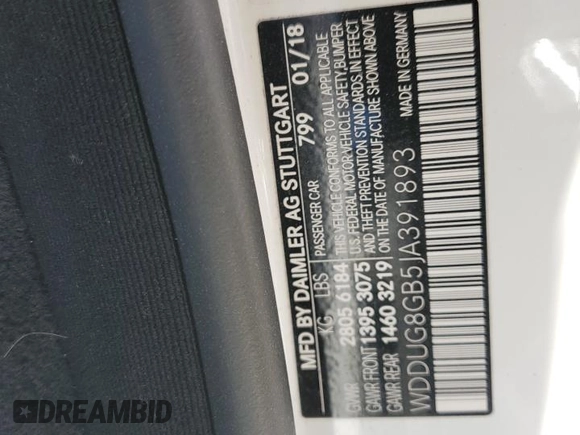 MFD BY DAIMLER AG STUTTGART
799 01/18
KG LBS
PASSENGER CAR
GVWR 2805 6184
GAWR FRONT 1395 3075
GAWR REAR 1460 3219
THIS VEHICLE CONFORMS TO ALL APPLICABLE
U.S. FEDERAL MOTOR VEHICLE SAFETY, BUMPER
AND THEFT PREVENTION STANDARDS IN EFFECT
ON THE DATE OF MANUFACTURE SHOWN ABOVE
WDDUG8GB5JA391893
MADE IN GERMANY
DREAMBID